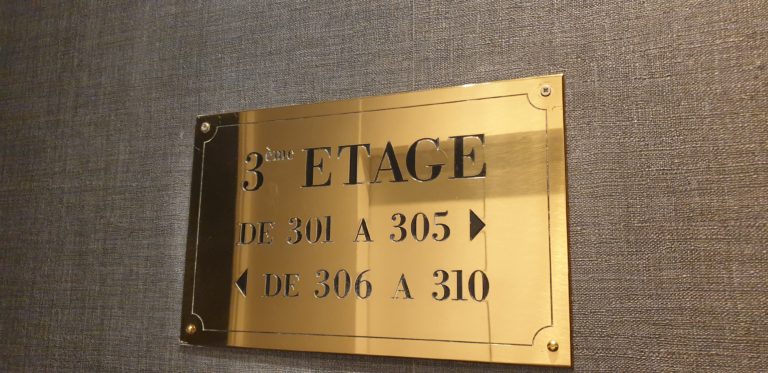 3ème ETAGE
DE 301 A 305 ▶
◀ DE 306 A 310